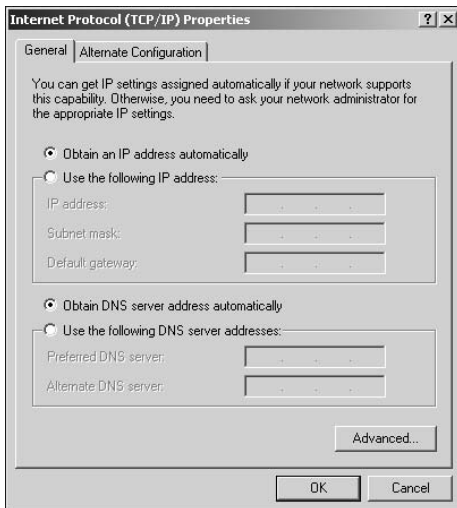 Internet Protocol (TCP/IP) Properties
General
Alternate Configuration
You can get IP settings assigned automatically if your network supports
this capability. Otherwise, you need to ask your network administrator for
the appropriate IP settings.
Obtain an IP address automatically
Use the following IP address:
IP address:
Subnet mask:
Default gateway:
Obtain DNS server address automatically
Use the following DNS server addresses:
Preferred DNS server:
Alternate DNS server:
Advanced...
OK
Cancel